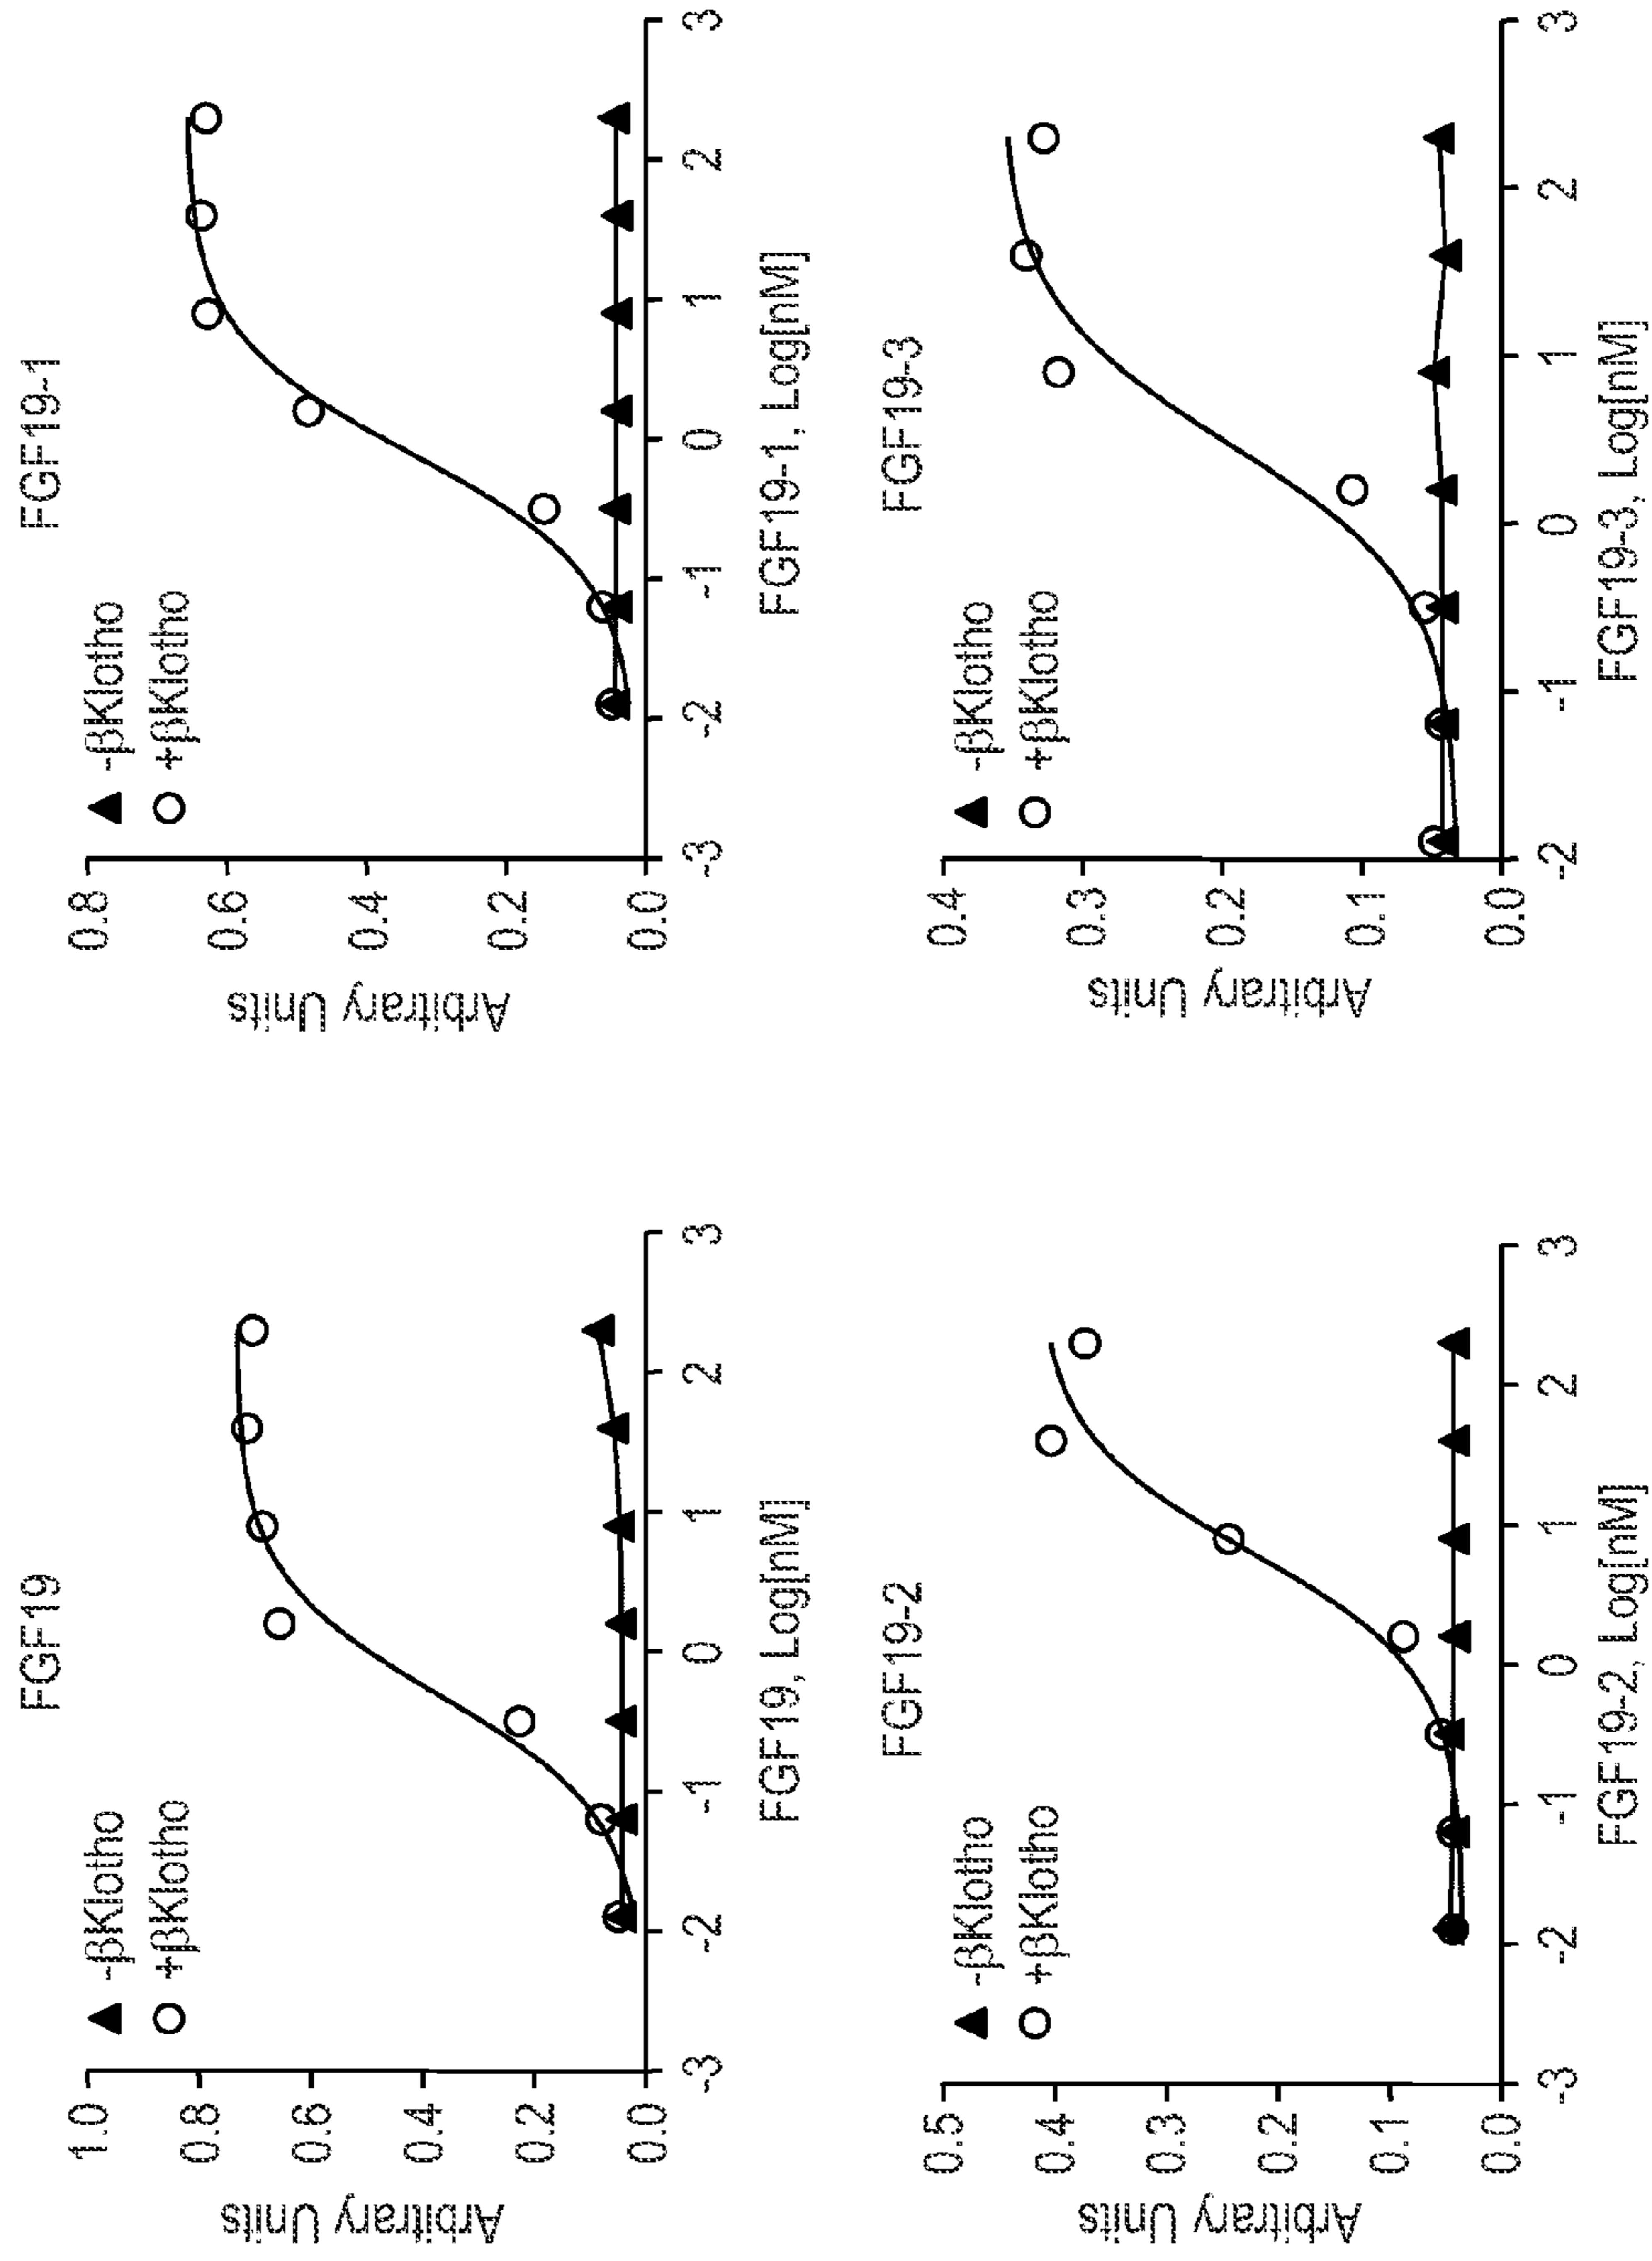 FGF19
▲ -βKlotho
○ +βKlotho
1.0
0.8
0.6
0.4
0.2
0.0
Arbitrary Units
-3 -2 -1 0 1 2 3
FGF19, Log[nM]
FGF19-1
▲ -βKlotho
○ +βKlotho
0.8
0.6
0.4
0.2
0.0
Arbitrary Units
-3 -2 -1 0 1 2 3
FGF19-1, Log[nM]
FGF19-2
▲ -βKlotho
○ +βKlotho
0.5
0.4
0.3
0.2
0.1
0.0
Arbitrary Units
-3 -2 -1 0 1 2 3
FGF19-2, Log[nM]
FGF19-3
▲ -βKlotho
○ +βKlotho
0.4
0.3
0.2
0.1
0.0
Arbitrary Units
-2 -1 0 1 2 3
FGF19-3, Log[nM]